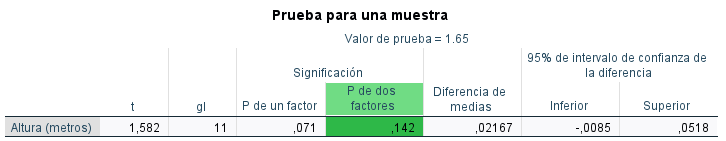 Prueba para una muestra
Valor de prueba = 1.65
95% de intervalo de confianza de
la diferencia
Significación
t gl P de un factor P de dos
factores Diferencia de
medias Inferior Superior
Altura (metros) 1,582 11 ,071 ,142 ,02167 -,0085 ,0518